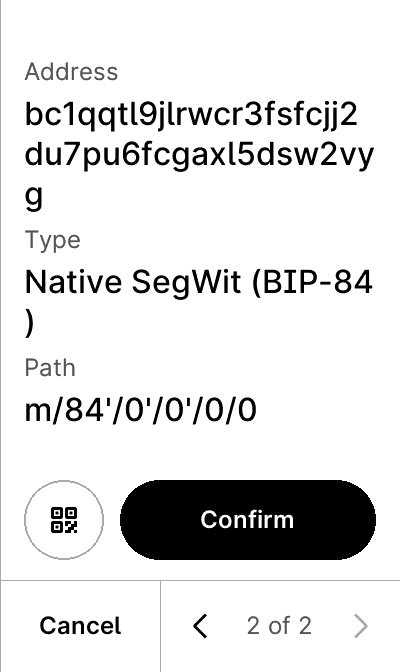 Address
bc1qqtl9jlrwcr3fsfcjj2
du7pu6fcgaxl5dsw2vy
g
Type
Native SegWit (BIP-84
)
Path
m/84'/0'/0'/0/0
Confirm
Cancel
2 of 2